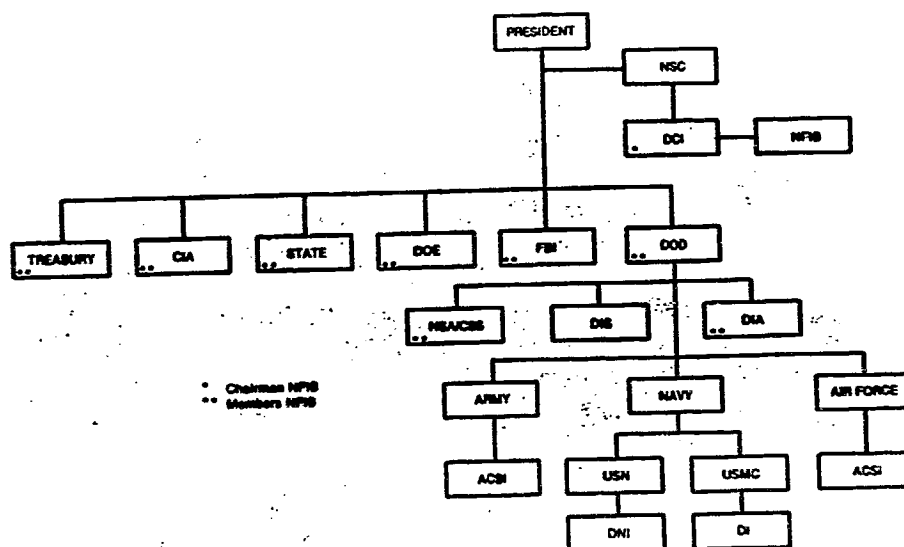 PRESIDENT
NSC
DCI
NFIB
TREASURY
CIA
STATE
DOE
FBI
DOD
NSA/CSS
DIS
DIA
* Chairman NFIB
** Members NFIB
ARMY
NAVY
AIR FORCE
ACSI
USN
USMC
ACSI
DNI
DI